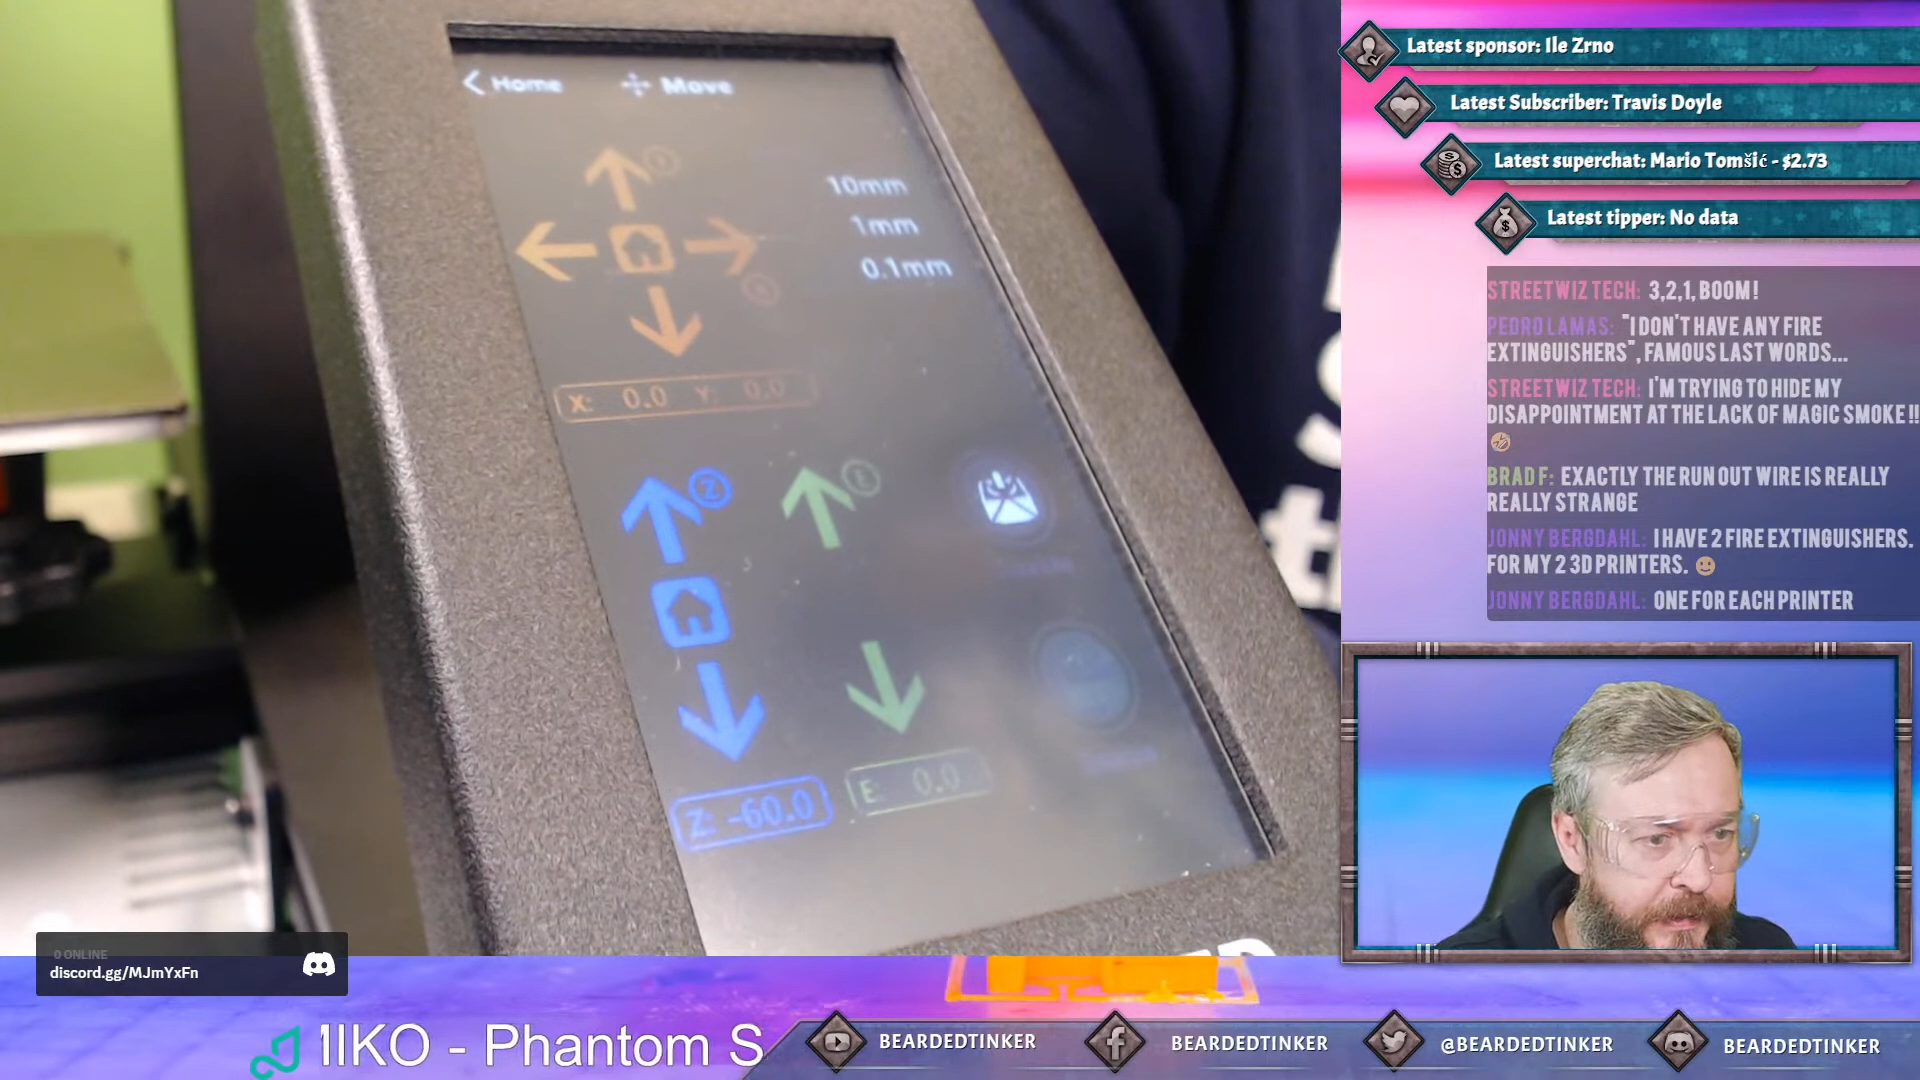 Home
Move
10mm
1mm
0.1mm
X: 0.0 Y: 0.0
Z
E
Z: -60.0
E: 0.0
Latest sponsor: Ile Zrno
Latest Subscriber: Travis Doyle
Latest superchat: Mario Tomšić - $2.73
Latest tipper: No data
STREETWIZ TECH: 3,2,1, BOOM!
PEDRO LAMAS: "I DON'T HAVE ANY FIRE
EXTINGUISHERS", FAMOUS LAST WORDS...
STREETWIZ TECH: I'M TRYING TO HIDE MY
DISAPPOINTMENT AT THE LACK OF MAGIC SMOKE!!
BRAD F: EXACTLY THE RUN OUT WIRE IS REALLY
REALLY STRANGE
JONNY BERGDAHL: I HAVE 2 FIRE EXTINGUISHERS.
FOR MY 2 3D PRINTERS.
JONNY BERGDAHL: ONE FOR EACH PRINTER
0 ONLINE
discord.gg/MJmYxFn
IIKO - Phantom S
BEARDEDTINKER
BEARDEDTINKER
@BEARDEDTINKER
BEARDEDTINKER